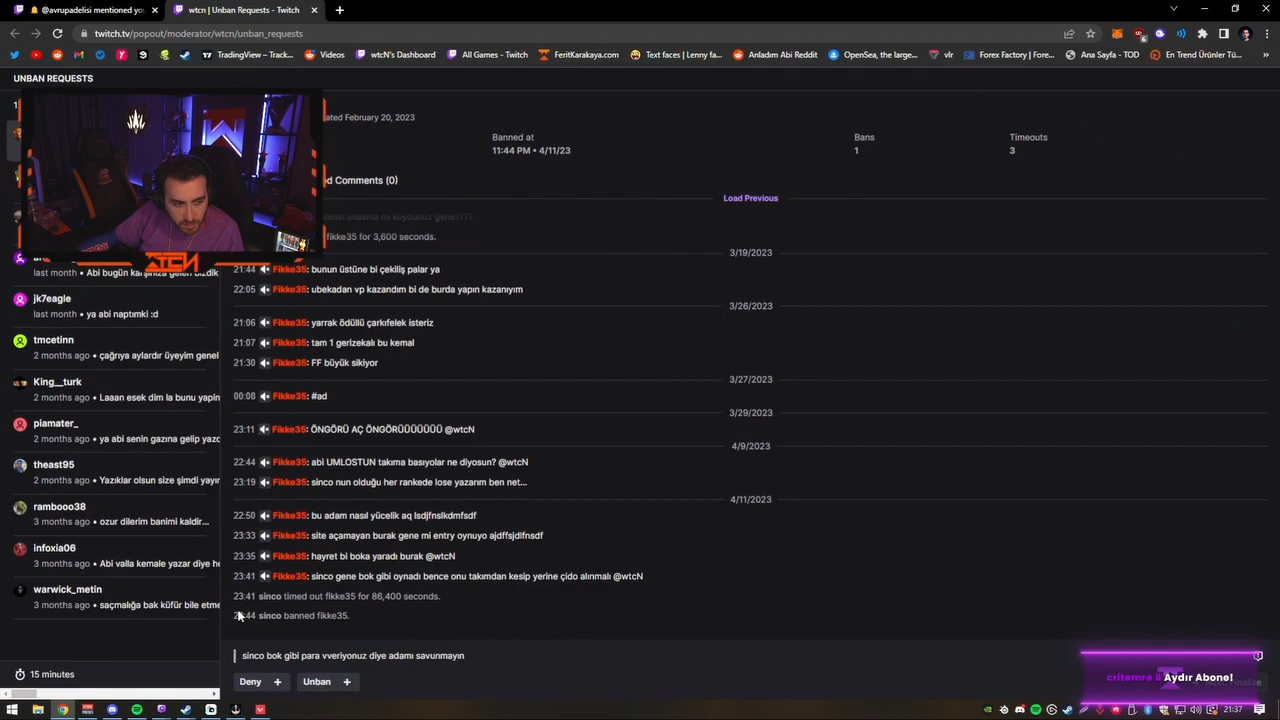 @avrupadelisi mentioned yo
wtcn | Unban Requests - Twitch
twitch.tv/popout/moderator/wtcn/unban_requests
TradingView – Track...
Videos
wtcN's Dashboard
All Games - Twitch
FeritKarakaya.com
Text faces | Lenny fa...
Anladım Abi Reddit
OpenSea, the large...
vlr
Forex Factory | Fore...
Ana Sayfa - TOD
En Trend Ürünler Tü...
UNBAN REQUESTS
ated February 20, 2023
Banned at
Bans
Timeouts
11:44 PM • 4/11/23
1
3
d Comments (0)
Load Previous
fikke35 for 3,600 seconds.
3/19/2023
21:44 Fikke35: bunun üstüne bi çekiliş palar ya
22:05 Fikke35: ubekadan vp kazandım bi de burda yapın kazanıyım
3/26/2023
21:06 Fikke35: yarrak ödüllü çarkıfelek isteriz
21:07 Fikke35: tam 1 gerizekalı bu kemal
21:30 Fikke35: FF büyük sikiyor
3/27/2023
00:08 Fikke35: #ad
3/29/2023
23:11 Fikke35: ÖNGÖRÜ AÇ ÖNGÖRÜÜÜÜÜÜÜ @wtcN
4/9/2023
22:44 Fikke35: abi UMLOSTUN takıma basıyolar ne diyosun? @wtcN
23:19 Fikke35: sinco nun olduğu her rankede lose yazarım ben net...
4/11/2023
22:50 Fikke35: bu adam nasıl yücelik aq lsdjfnslkdmfsdf
23:33 Fikke35: site açamayan burak gene mi entry oynuyo ajdffsjdlfnsdf
23:35 Fikke35: hayret bi boka yaradı burak @wtcN
23:41 Fikke35: sinco gene bok gibi oynadı bence onu takımdan kesip yerine çido alınmalı @wtcN
23:41 sinco timed out fikke35 for 86,400 seconds.
:44 sinco banned fikke35.
last month • Abi bugün karşınıza gelen bizdik
jk7eagle
last month • ya abi naptımki :d
tmcetinn
2 months ago • çağrıya aylardır üyeyim genel
King__turk
2 months ago • Laaan esek dim la bunu yapin
piamater_
2 months ago • ya abi senin gazına gelip yazd
theast95
2 months ago • Yazıklar olsun size şimdi yayır
rambooo38
3 months ago • ozur dilerim banimi kaldir...
infoxia06
3 months ago • Abi valla kemale yazar diye he
warwick_metin
3 months ago • saçmalığa bak küfür bile etme
15 minutes
sinco bok gibi para vveriyonuz diye adamı savunmayın
Deny +
Unban +
Aydır Abone!
21:37